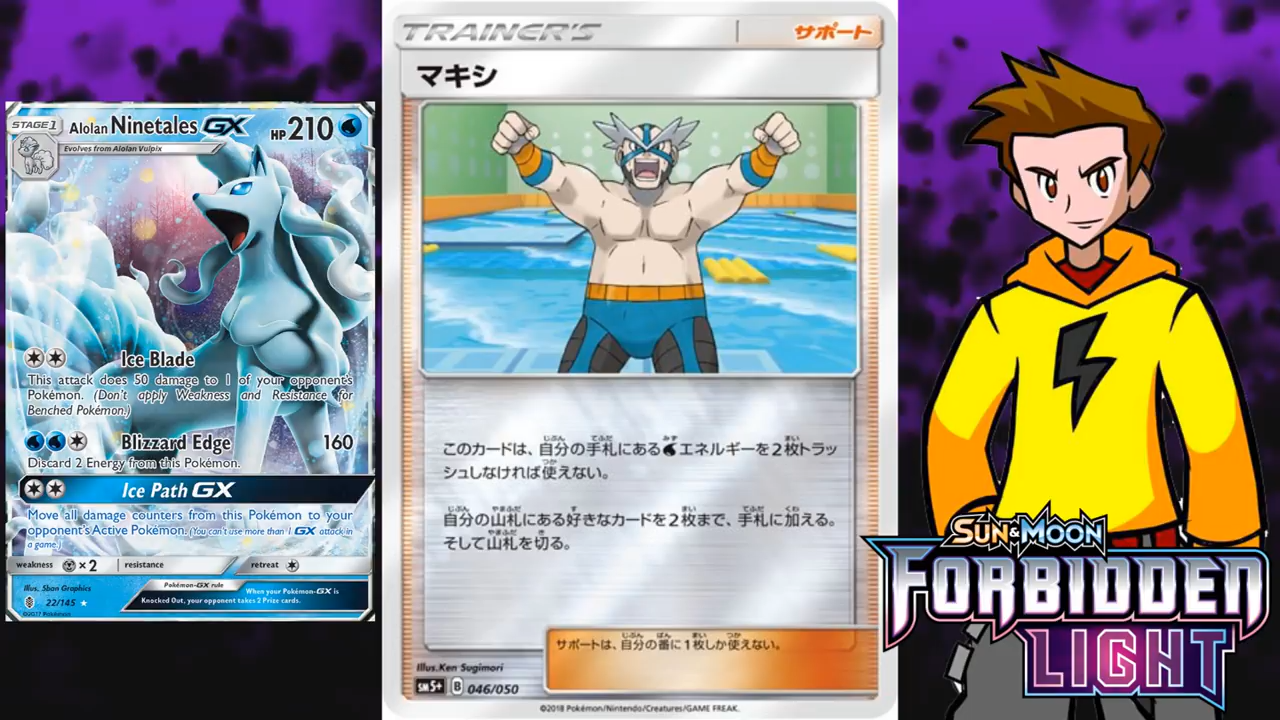 STAGE 1
Alolan Ninetales GX
HP 210
Evolves from Alolan Vulpix
Ice Blade
This attack does 50 damage to 1 of your opponent's
Pokémon. (Don't apply Weakness and Resistance for
Benched Pokémon.)
Blizzard Edge 160
Discard 2 Energy from this Pokémon.
Ice Path GX
Move all damage counters from this Pokémon to your
opponent's Active Pokémon. (You can't use more than 1 GX attack in
a game.)
weakness ×2 resistance retreat
Illus. Sban Graphics
Pokémon-GX rule
When your Pokémon-GX is
Knocked Out, your opponent takes 2 Prize cards.
22/145
©2017 Pokémon
TRAINER'S
サポート
マキシ
このカードは、自分の手札にあるエネルギーを2枚トラッ
シュしなければ使えない。
自分の山札にある好きなカードを2枚まで、手札に加える。
そして山札を切る。
サポートは、自分の番に1枚しか使えない。
Illus.Ken Sugimori
SM5+ B 046/050
©2018 Pokémon/Nintendo/Creatures/GAME FREAK.
SUN & MOON
FORBIDDEN
LIGHT